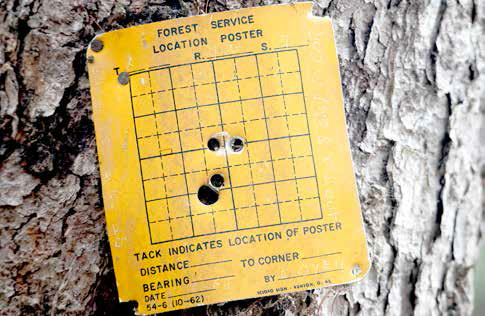 FOREST SERVICE
LOCATION POSTER
T. R. S.
TACK INDICATES LOCATION OF POSTER
DISTANCE TO CORNER
BEARING BY
DATE
54-6 (10-62)